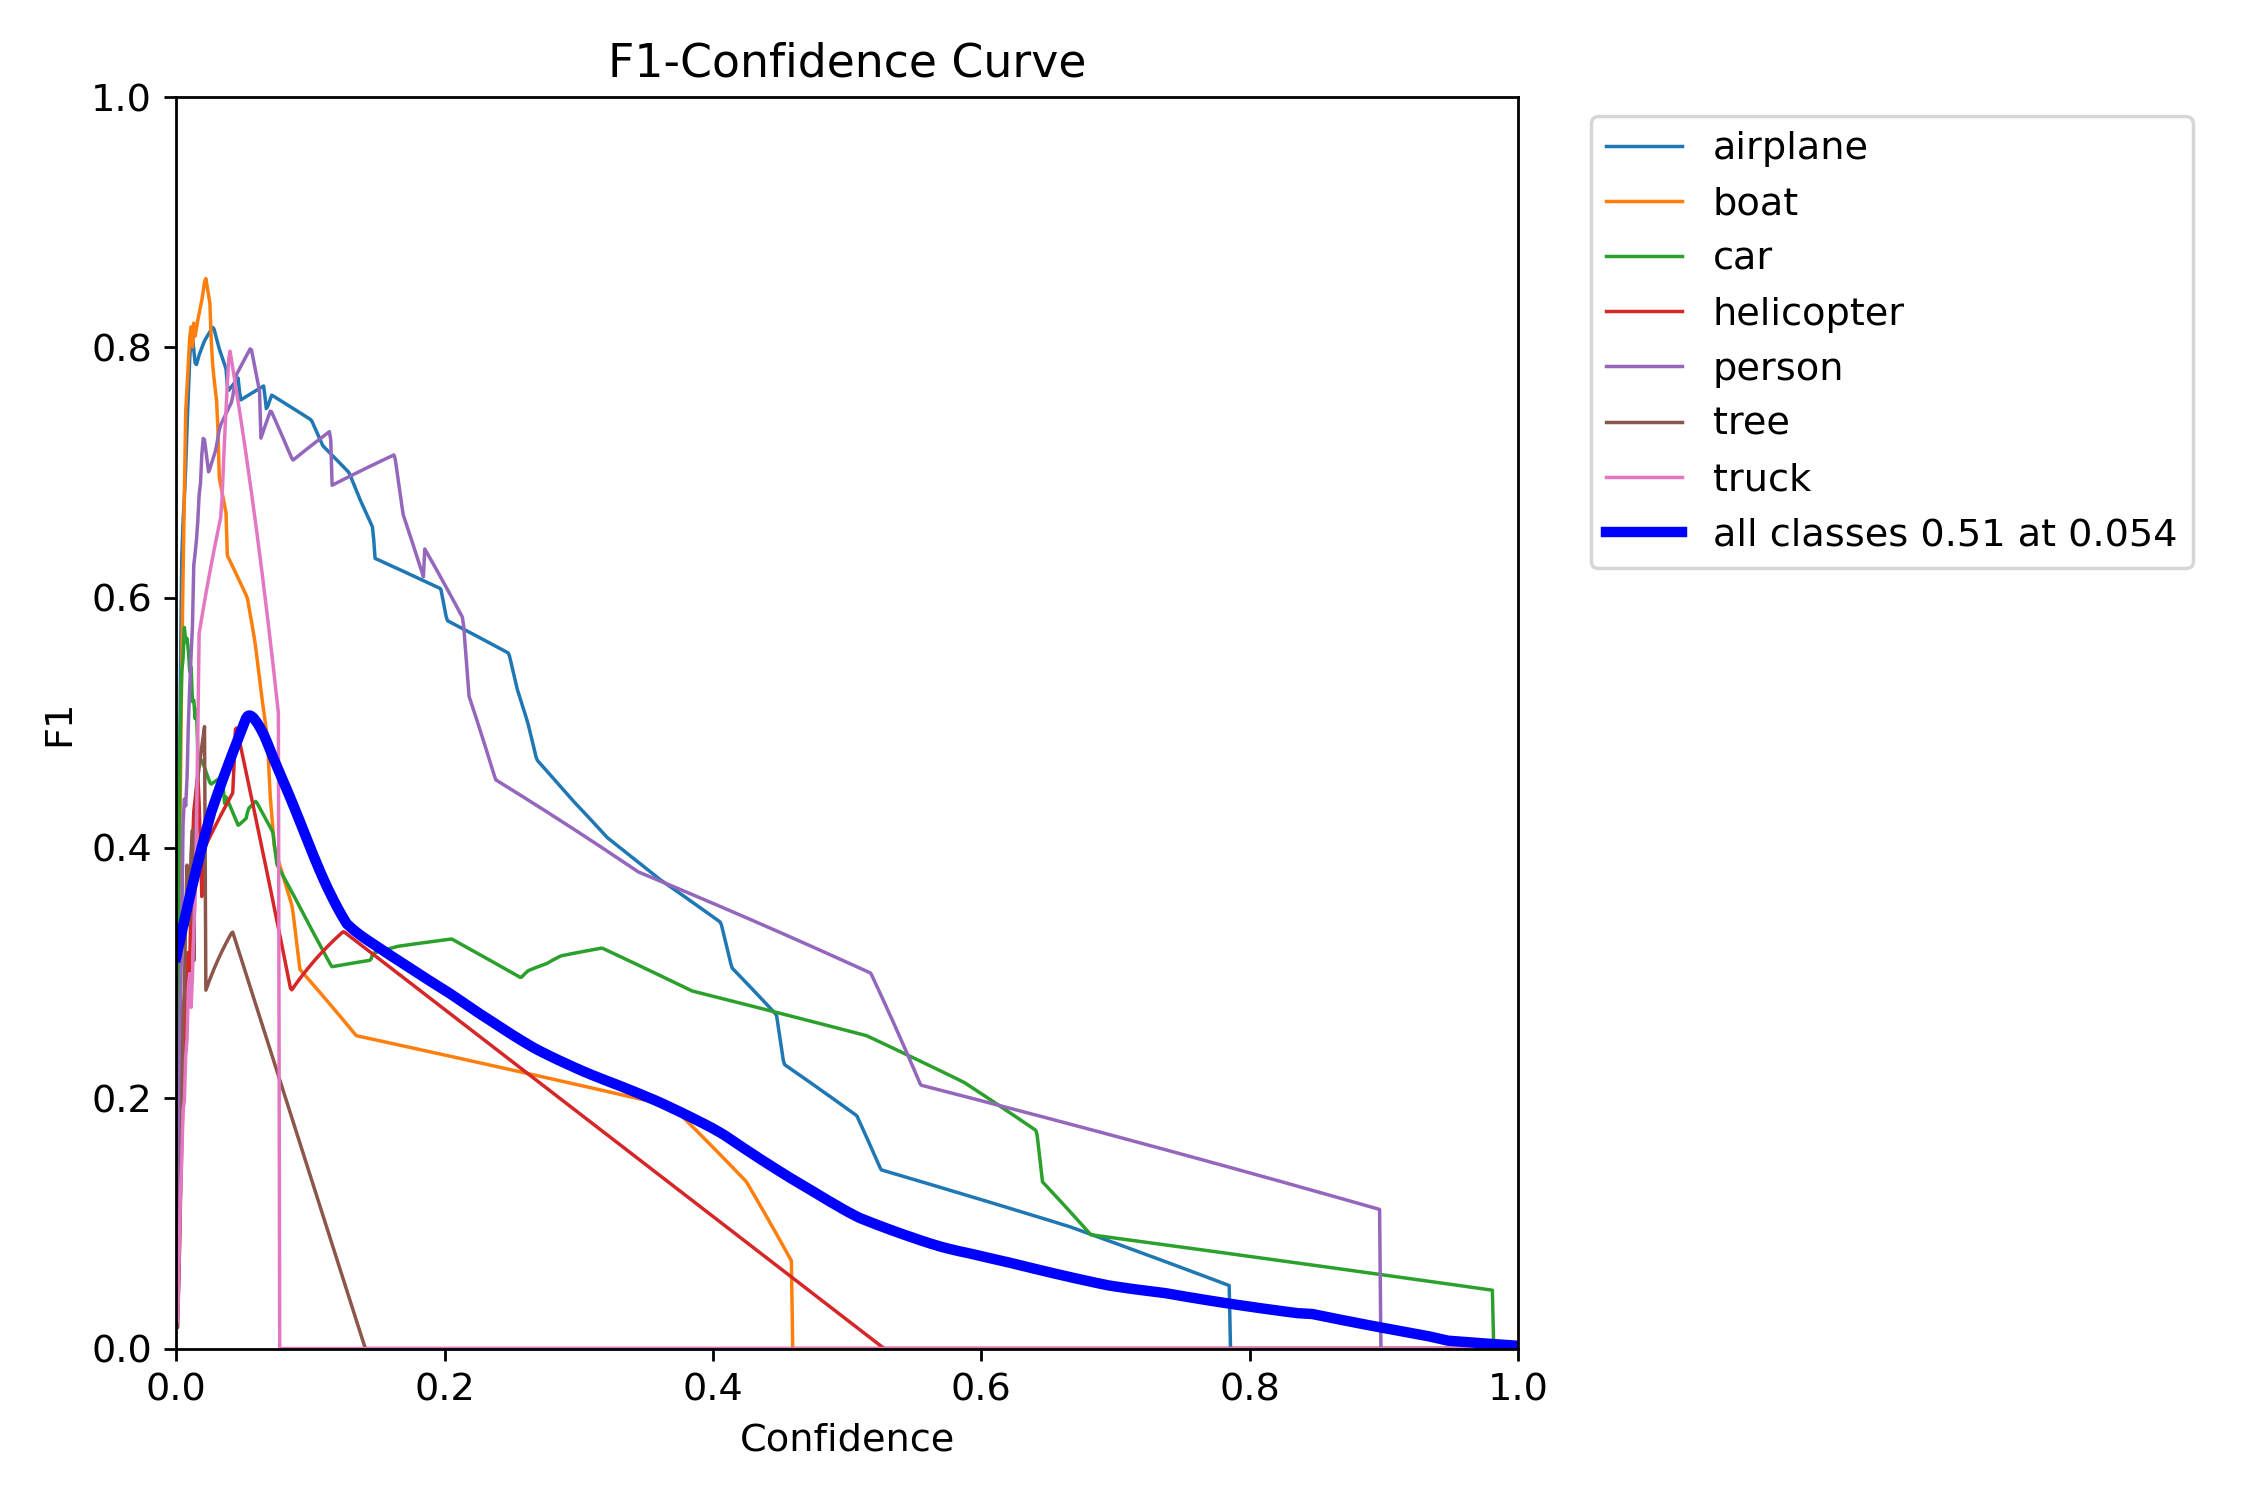 F1-Confidence Curve
1.0
0.8
0.6
0.4
0.2
0.0
F1
0.0 0.2 0.4 0.6 0.8 1.0
Confidence
airplane
boat
car
helicopter
person
tree
truck
all classes 0.51 at 0.054